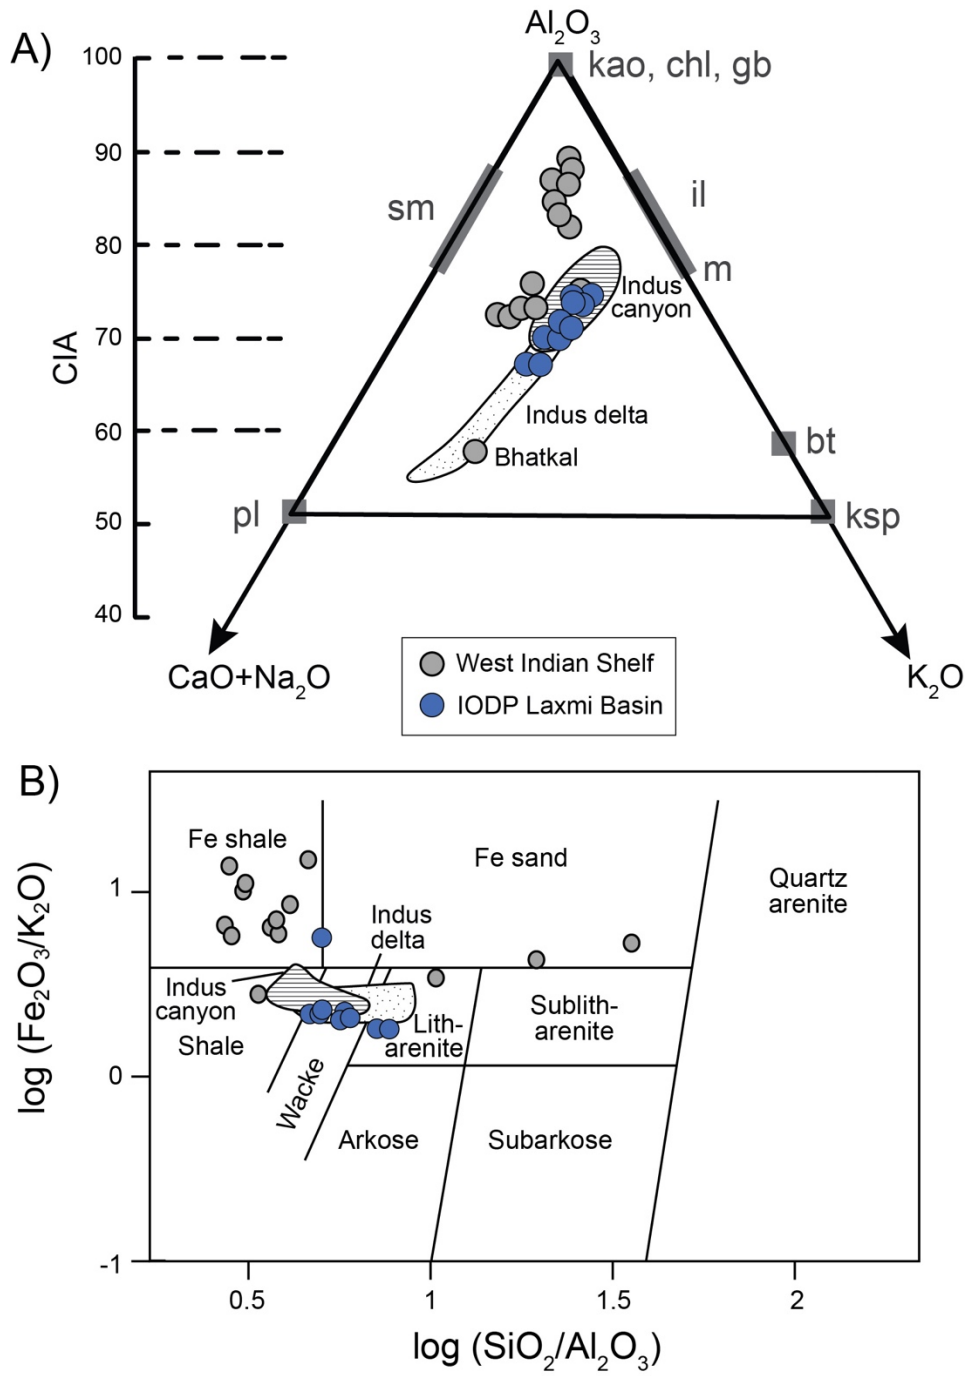 A)
Al₂O₃
100
kao, chl, gb
90
il
sm
80
m
Indus
canyon
CIA
70
Indus delta
60
bt
Bhatkal
pl
50
ksp
40
CaO+Na₂O
K₂O
West Indian Shelf
IODP Laxmi Basin
B)
Fe shale
Fe sand
Quartz
arenite
1
Indus
delta
Indus
canyon
Shale
Lith-
arenite
Sublith-
arenite
log (Fe₂O₃/K₂O)
0
Wacke
Arkose
Subarkose
-1
0.5
1
1.5
2
log (SiO₂/Al₂O₃)